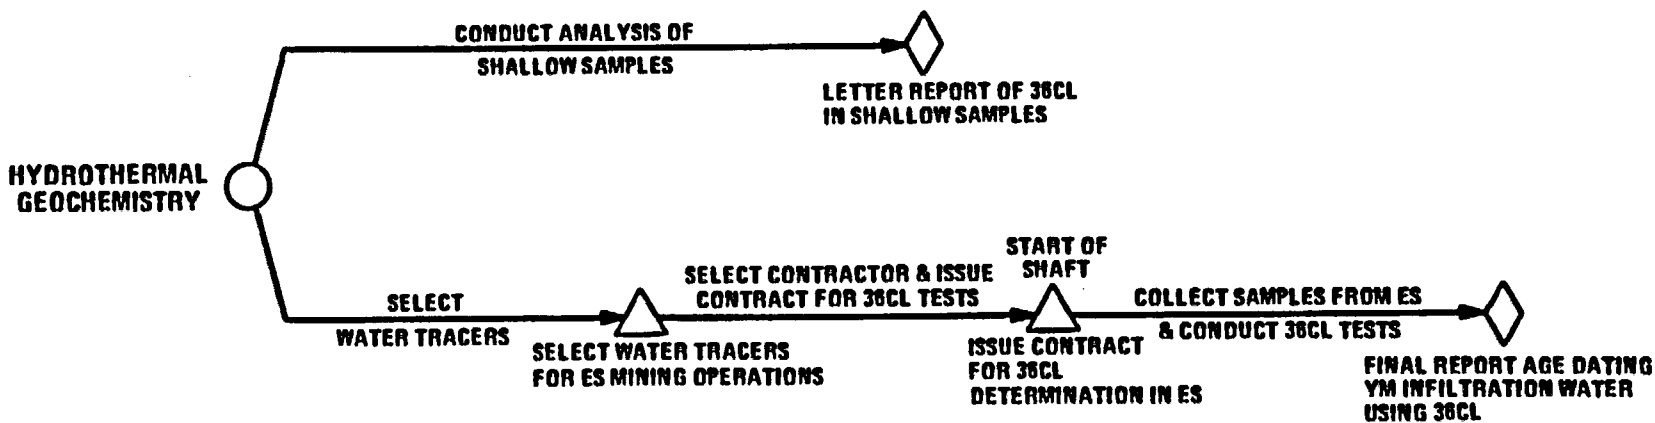 CONDUCT ANALYSIS OF
SHALLOW SAMPLES
LETTER REPORT OF 36CL
IN SHALLOW SAMPLES
HYDROTHERMAL
GEOCHEMISTRY
SELECT
WATER TRACERS
SELECT WATER TRACERS
FOR ES MINING OPERATIONS
SELECT CONTRACTOR & ISSUE
CONTRACT FOR 36CL TESTS
START OF
SHAFT
ISSUE CONTRACT
FOR 36CL
DETERMINATION IN ES
COLLECT SAMPLES FROM ES
& CONDUCT 36CL TESTS
FINAL REPORT AGE DATING
YM INFILTRATION WATER
USING 36CL